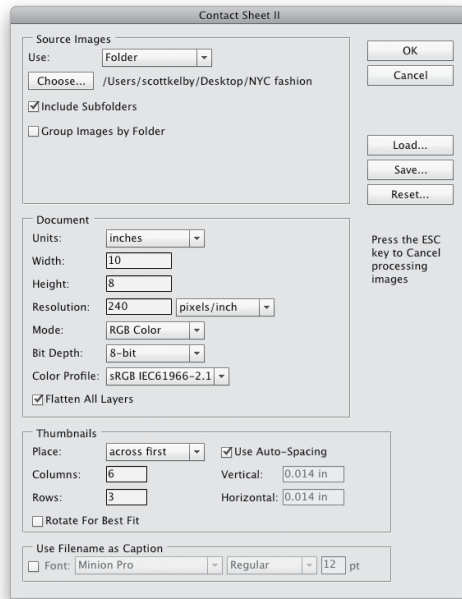 Contact Sheet II
Source Images
Use: Folder
Choose... /Users/scottkelby/Desktop/NYC fashion
Include Subfolders
Group Images by Folder
OK
Cancel
Load...
Save...
Reset...
Press the ESC
key to Cancel
processing
images
Document
Units: inches
Width: 10
Height: 8
Resolution: 240 pixels/inch
Mode: RGB Color
Bit Depth: 8-bit
Color Profile: sRGB IEC61966-2.1
Flatten All Layers
Thumbnails
Place: across first Use Auto-Spacing
Columns: 6 Vertical: 0.014 in
Rows: 3 Horizontal: 0.014 in
Rotate For Best Fit
Use Filename as Caption
Font: Minion Pro Regular 12 pt